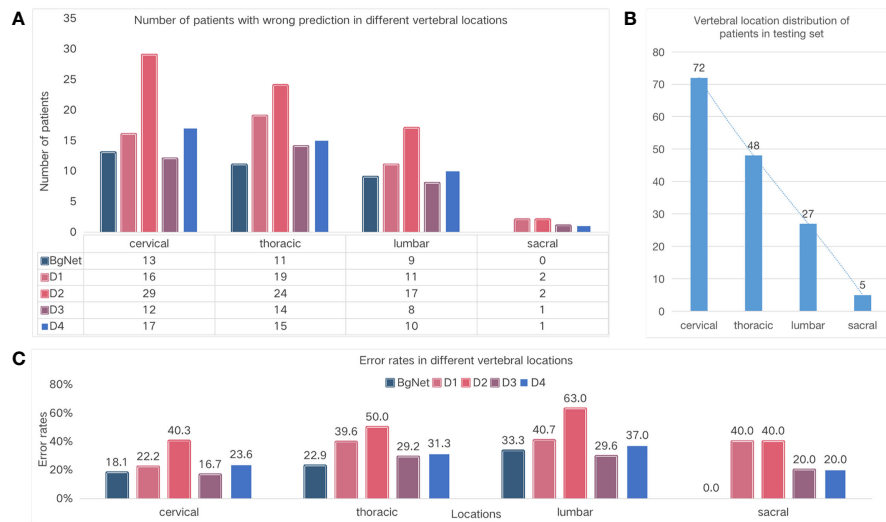 A
Number of patients with wrong prediction in different vertebral locations
35
30
25
20
15
10
5
0
Number of patients
cervical thoracic lumbar sacral
BgNet 13 11 9 0
D1 16 19 11 2
D2 29 24 17 2
D3 12 14 8 1
D4 17 15 10 1
B
Vertebral location distribution of
patients in testing set
80
70
60
50
40
30
20
10
0
72
48
27
5
cervical thoracic lumbar sacral
C
Error rates in different vertebral locations
BgNet D1 D2 D3 D4
80%
60%
40%
20%
0%
Error rates
18.1 22.2 40.3 16.7 23.6
22.9 39.6 50.0 29.2 31.3
33.3 40.7 63.0 29.6 37.0
0.0 40.0 40.0 20.0 20.0
cervical thoracic lumbar sacral
Locations